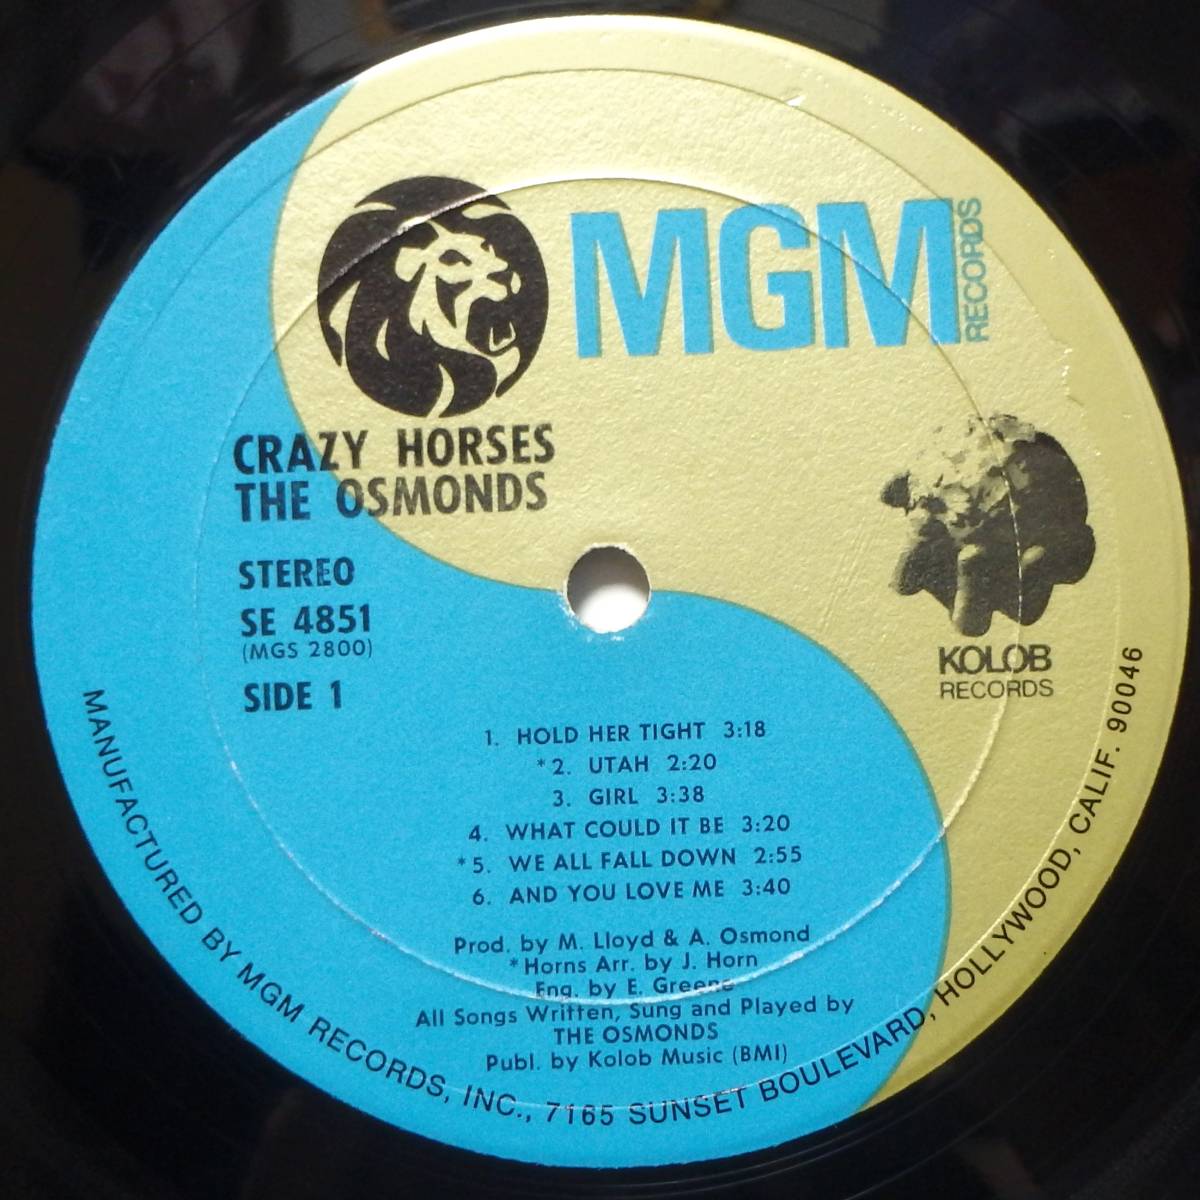 MGM
RECORDS
CRAZY HORSES
THE OSMONDS
STEREO
SE 4851
(MGS 2800)
SIDE 1
KOLOB
RECORDS
1. HOLD HER TIGHT 3:18
*2. UTAH 2:20
3. GIRL 3:38
4. WHAT COULD IT BE 3:20
*5. WE ALL FALL DOWN 2:55
6. AND YOU LOVE ME 3:40
Prod. by M. Lloyd & A. Osmond
*Horns Arr. by J. Horn
Eng. by E. Greene
All Songs Written, Sung and Played by
THE OSMONDS
Publ. by Kolob Music (BMI)
MANUFACTURED BY MGM RECORDS, INC., 7165 SUNSET BOULEVARD, HOLLYWOOD, CALIF. 90046